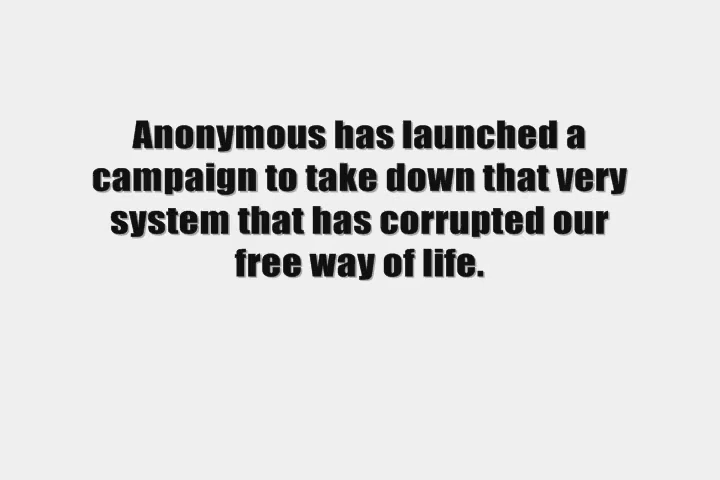 Anonymous has launched a
campaign to take down that very
system that has corrupted our
free way of life.